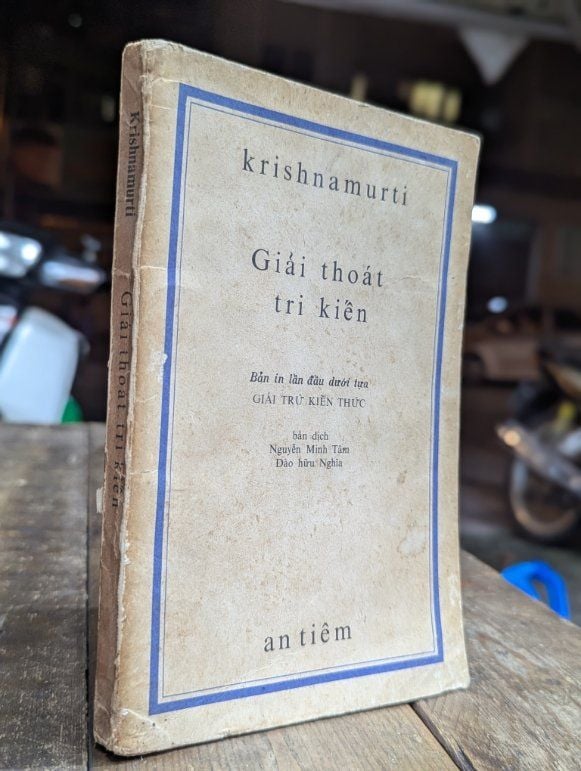 krishnamurti
Giải thoát
tri kiến
Bản in lần đầu dưới tựa
GIẢI TRỪ KIẾN THỨC
bản dịch
Nguyễn Minh Tâm
Đào hữu Nghĩa
an tiêm
Krishnamurti
Giải thoát tri
kiến